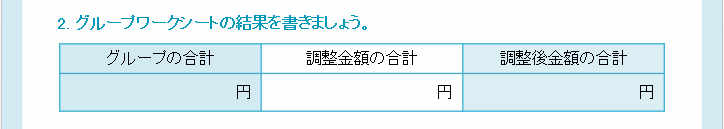 2. グループワークシートの結果を書きましょう。
グループの合計 調整金額の合計 調整後金額の合計
円 円 円